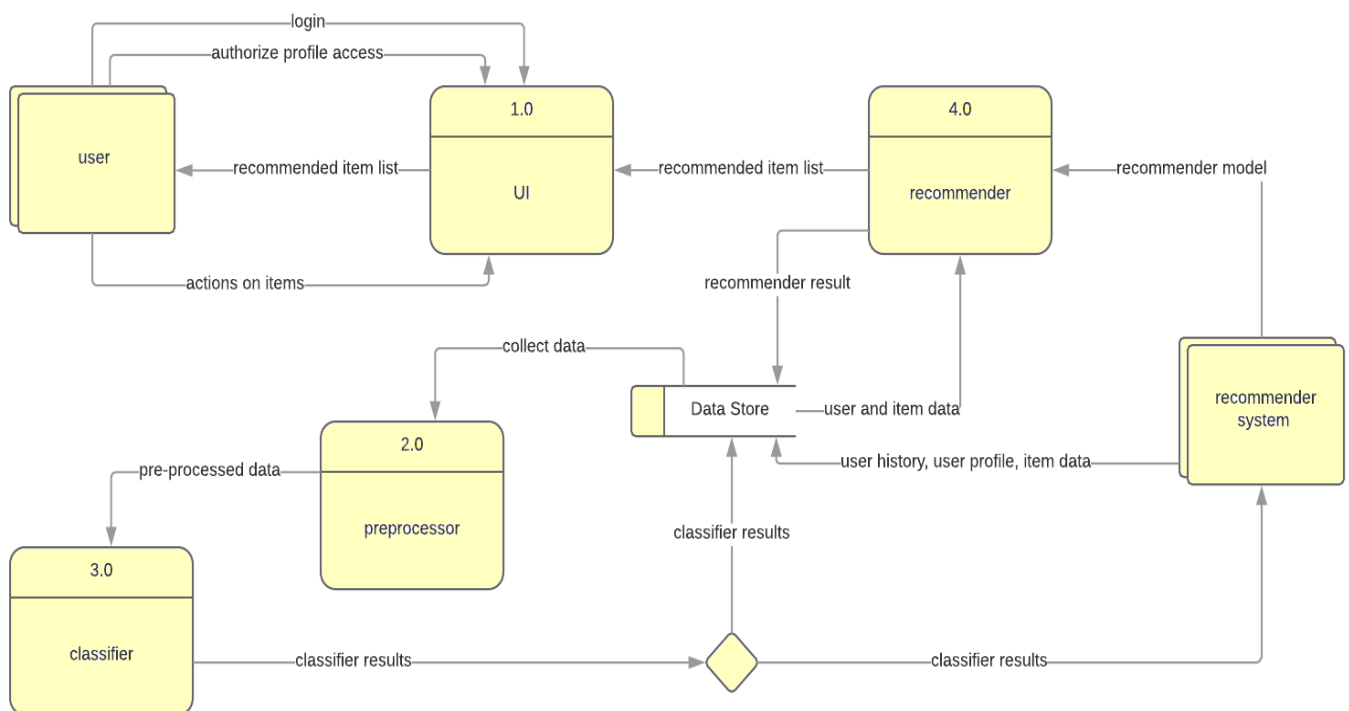 login
authorize profile access
1.0
4.0
user
recommended item list
recommended item list
recommender model
UI
recommender
actions on items
recommender result
collect data
Data Store
user and item data
recommender
system
2.0
pre-processed data
user history, user profile, item data
preprocessor
classifier results
3.0
classifier
classifier results
classifier results